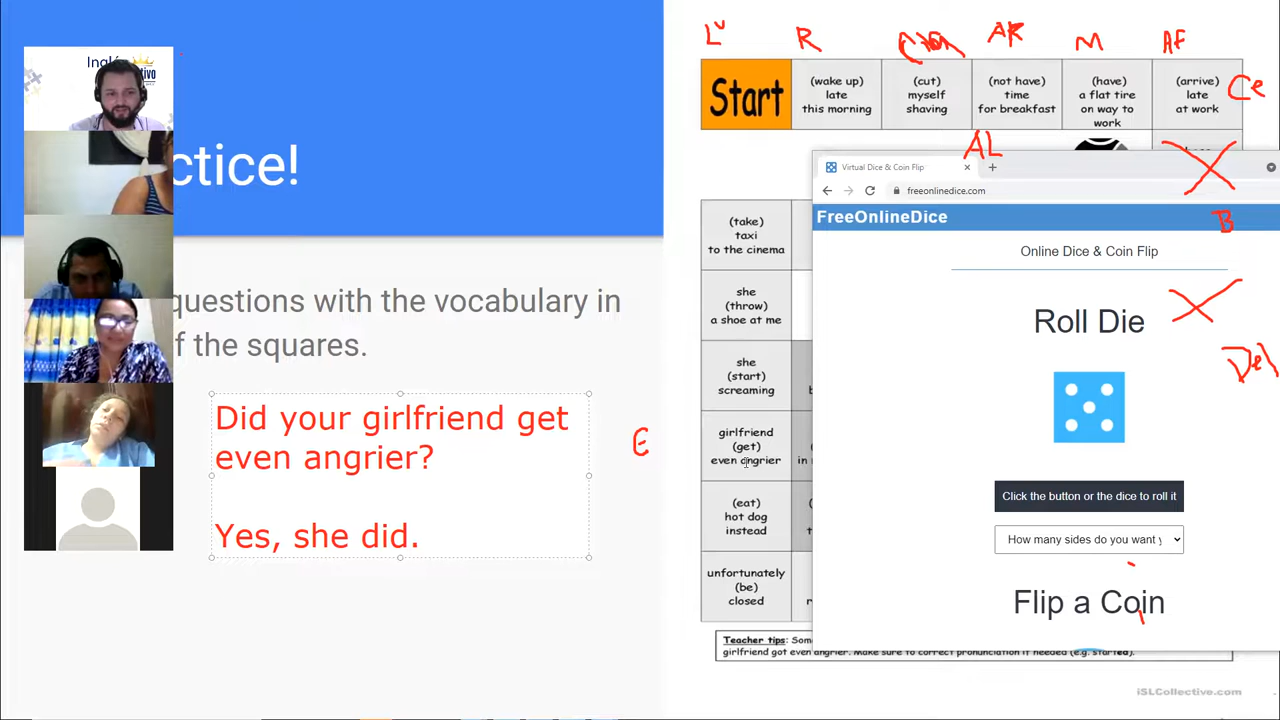 Inglés
ctice!
questions with the vocabulary in
f the squares.
Did your girlfriend get
even angrier?
Yes, she did.
E
L
R
AK
M
AF
Ce
Start
(wake up)
late
this morning
(cut)
myself
shaving
(not have)
time
for breakfast
(have)
a flat tire
on way to
work
(arrive)
late
at work
AL
B
Del
(take)
taxi
to the cinema
she
(throw)
a shoe at me
she
(start)
screaming
girlfriend
(get)
even angrier
(eat)
hot dog
instead
unfortunately
(be)
closed
Virtual Dice & Coin Flip
freeonlinedice.com
FreeOnlineDice
Online Dice & Coin Flip
Roll Die
Click the button or the dice to roll it
How many sides do you want y
Flip a Coin
Teacher tips: Som
girlfriend got even angrier. Make sure to correct pronunciation if needed (e.g. started).
iSLCollective.com